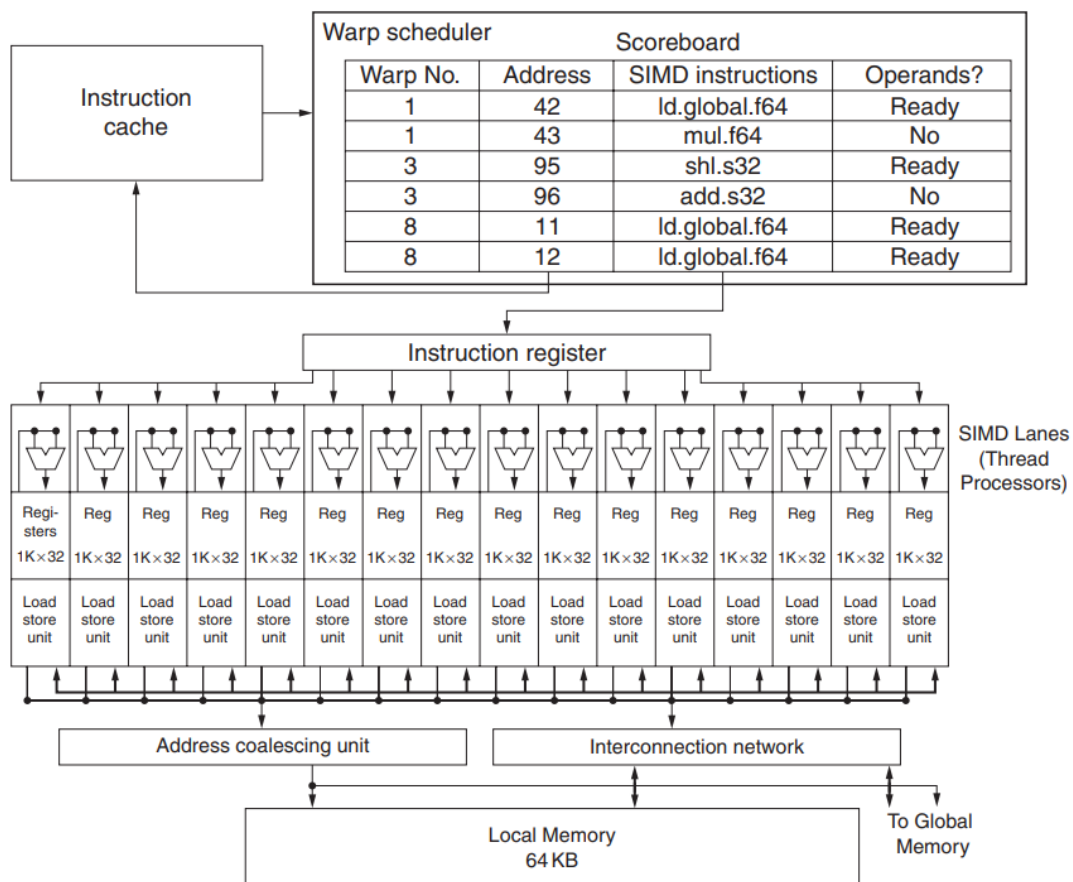 Warp scheduler
Scoreboard
Instruction
cache
Warp No. Address SIMD instructions Operands?
1 42 ld.global.f64 Ready
1 43 mul.f64 No
3 95 shl.s32 Ready
3 96 add.s32 No
8 11 ld.global.f64 Ready
8 12 ld.global.f64 Ready
Instruction register
SIMD Lanes
(Thread
Processors)
Regi-
sters
1K×32
Reg
1K×32
Reg
1K×32
Reg
1K×32
Reg
1K×32
Reg
1K×32
Reg
1K×32
Reg
1K×32
Reg
1K×32
Reg
1K×32
Reg
1K×32
Reg
1K×32
Reg
1K×32
Reg
1K×32
Reg
1K×32
Reg
1K×32
Load
store
unit
Load
store
unit
Load
store
unit
Load
store
unit
Load
store
unit
Load
store
unit
Load
store
unit
Load
store
unit
Load
store
unit
Load
store
unit
Load
store
unit
Load
store
unit
Load
store
unit
Load
store
unit
Load
store
unit
Load
store
unit
Address coalescing unit
Interconnection network
Local Memory
64 KB
To Global
Memory